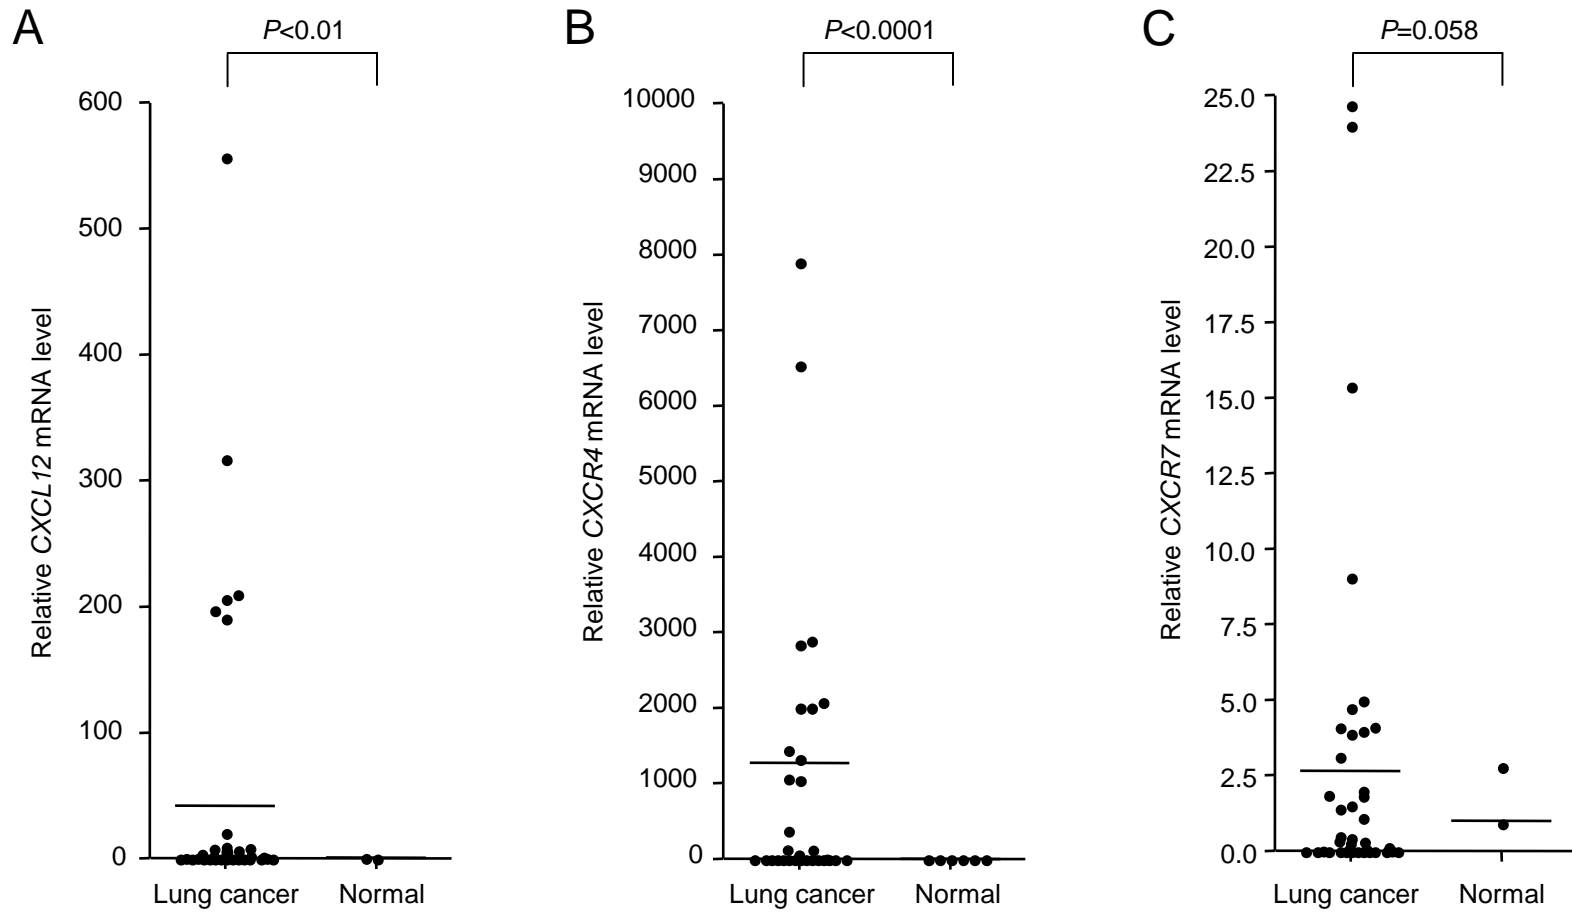 A
P<0.01
600
500
400
300
200
100
0
Relative CXCL12 mRNA level
Lung cancer
Normal
B
P<0.0001
10000
9000
8000
7000
6000
5000
4000
3000
2000
1000
0
Relative CXCR4 mRNA level
Lung cancer
Normal
C
P=0.058
25.0
22.5
20.0
17.5
15.0
12.5
10.0
7.5
5.0
2.5
0.0
Relative CXCR7 mRNA level
Lung cancer
Normal